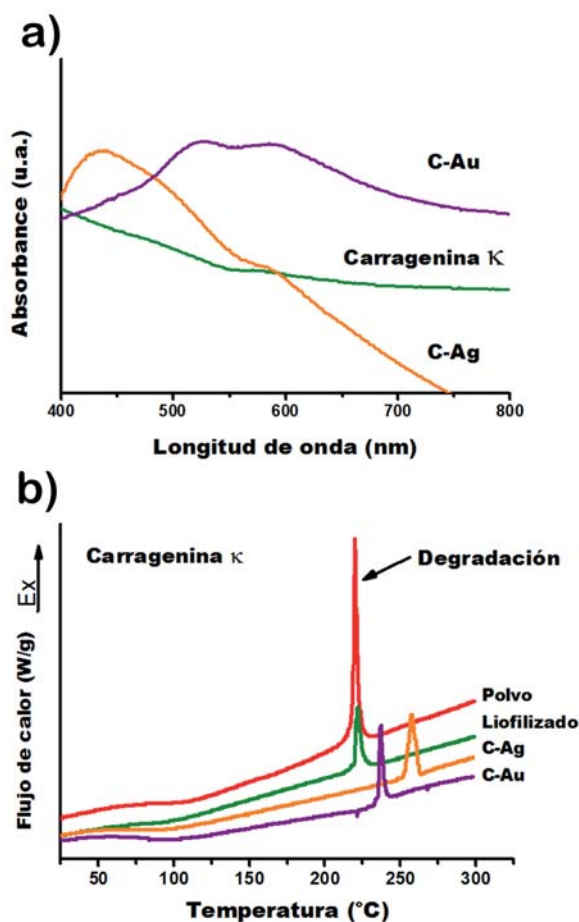 a)
Absorbance (u.a.)
C-Au
Carragenina κ
C-Ag
400 500 600 700 800
Longitud de onda (nm)
b)
Carragenina κ
Degradación
Ex
Flujo de calor (W/g)
Polvo
Liofilizado
C-Ag
C-Au
50 100 150 200 250 300
Temperatura (°C)